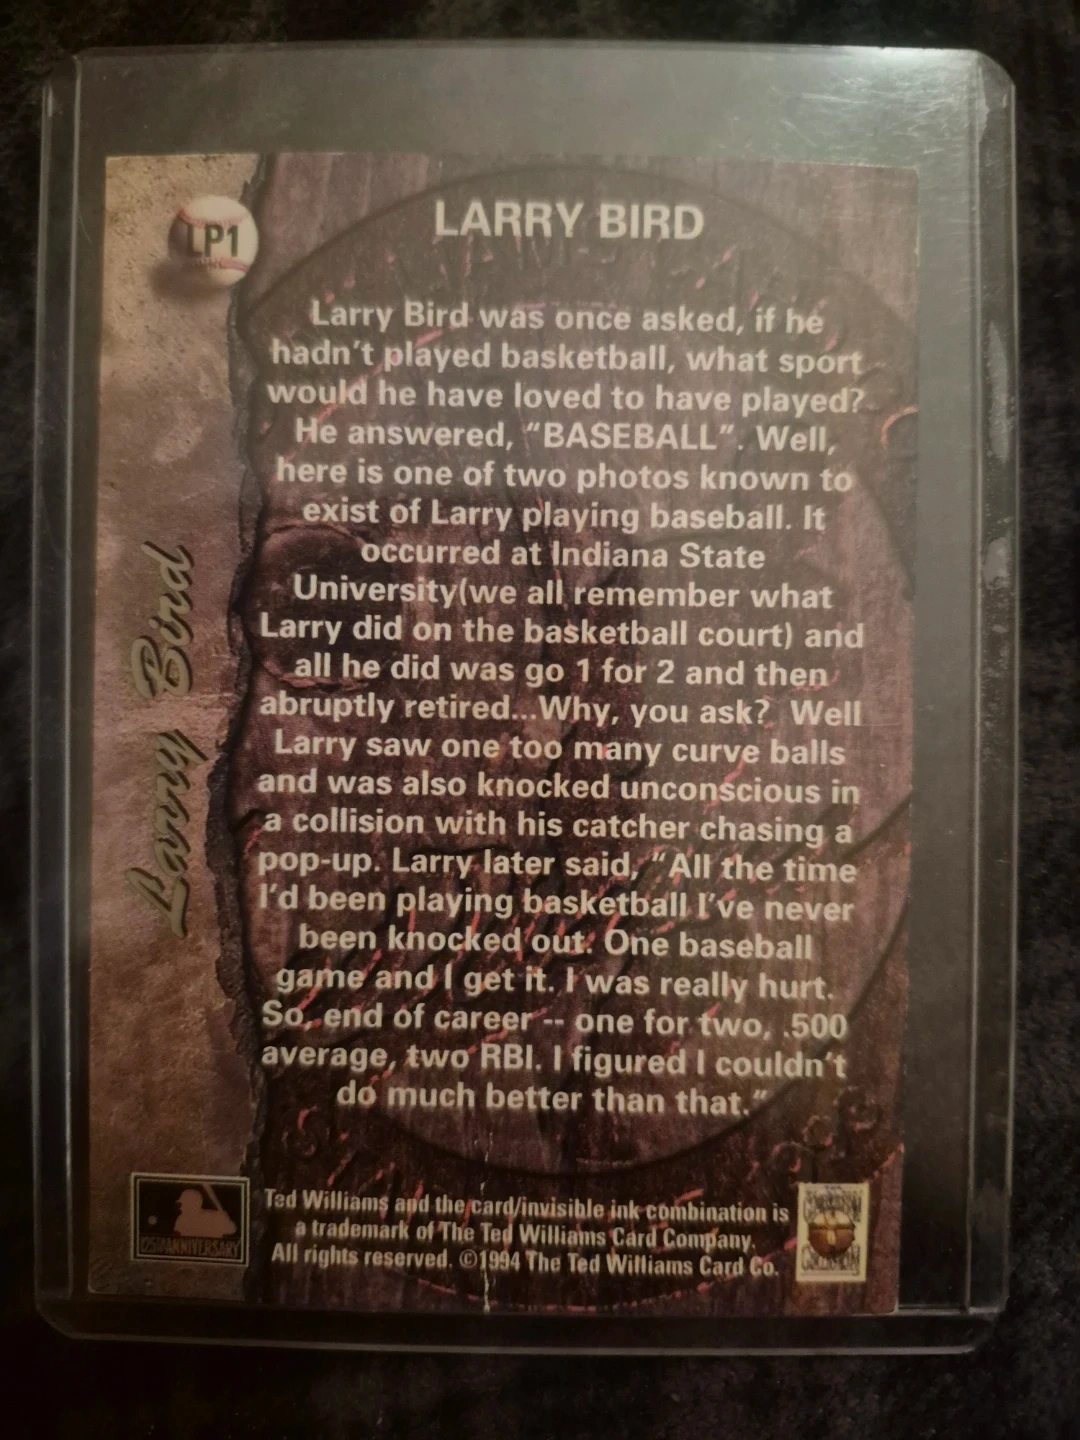 LP1
LARRY BIRD
Larry Bird was once asked, if he
hadn't played basketball, what sport
would he have loved to have played?
He answered, "BASEBALL". Well,
here is one of two photos known to
exist of Larry playing baseball. It
occurred at Indiana State
University(we all remember what
Larry did on the basketball court) and
all he did was go 1 for 2 and then
abruptly retired...Why, you ask? Well
Larry saw one too many curve balls
and was also knocked unconscious in
a collision with his catcher chasing a
pop-up. Larry later said, "All the time
I'd been playing basketball I've never
been knocked out. One baseball
game and I get it. I was really hurt.
So, end of career -- one for two, .500
average, two RBI. I figured I couldn't
do much better than that."
Larry Bird
125th ANNIVERSARY
Ted Williams and the card/invisible ink combination is
a trademark of The Ted Williams Card Company.
All rights reserved. ©1994 The Ted Williams Card Co.